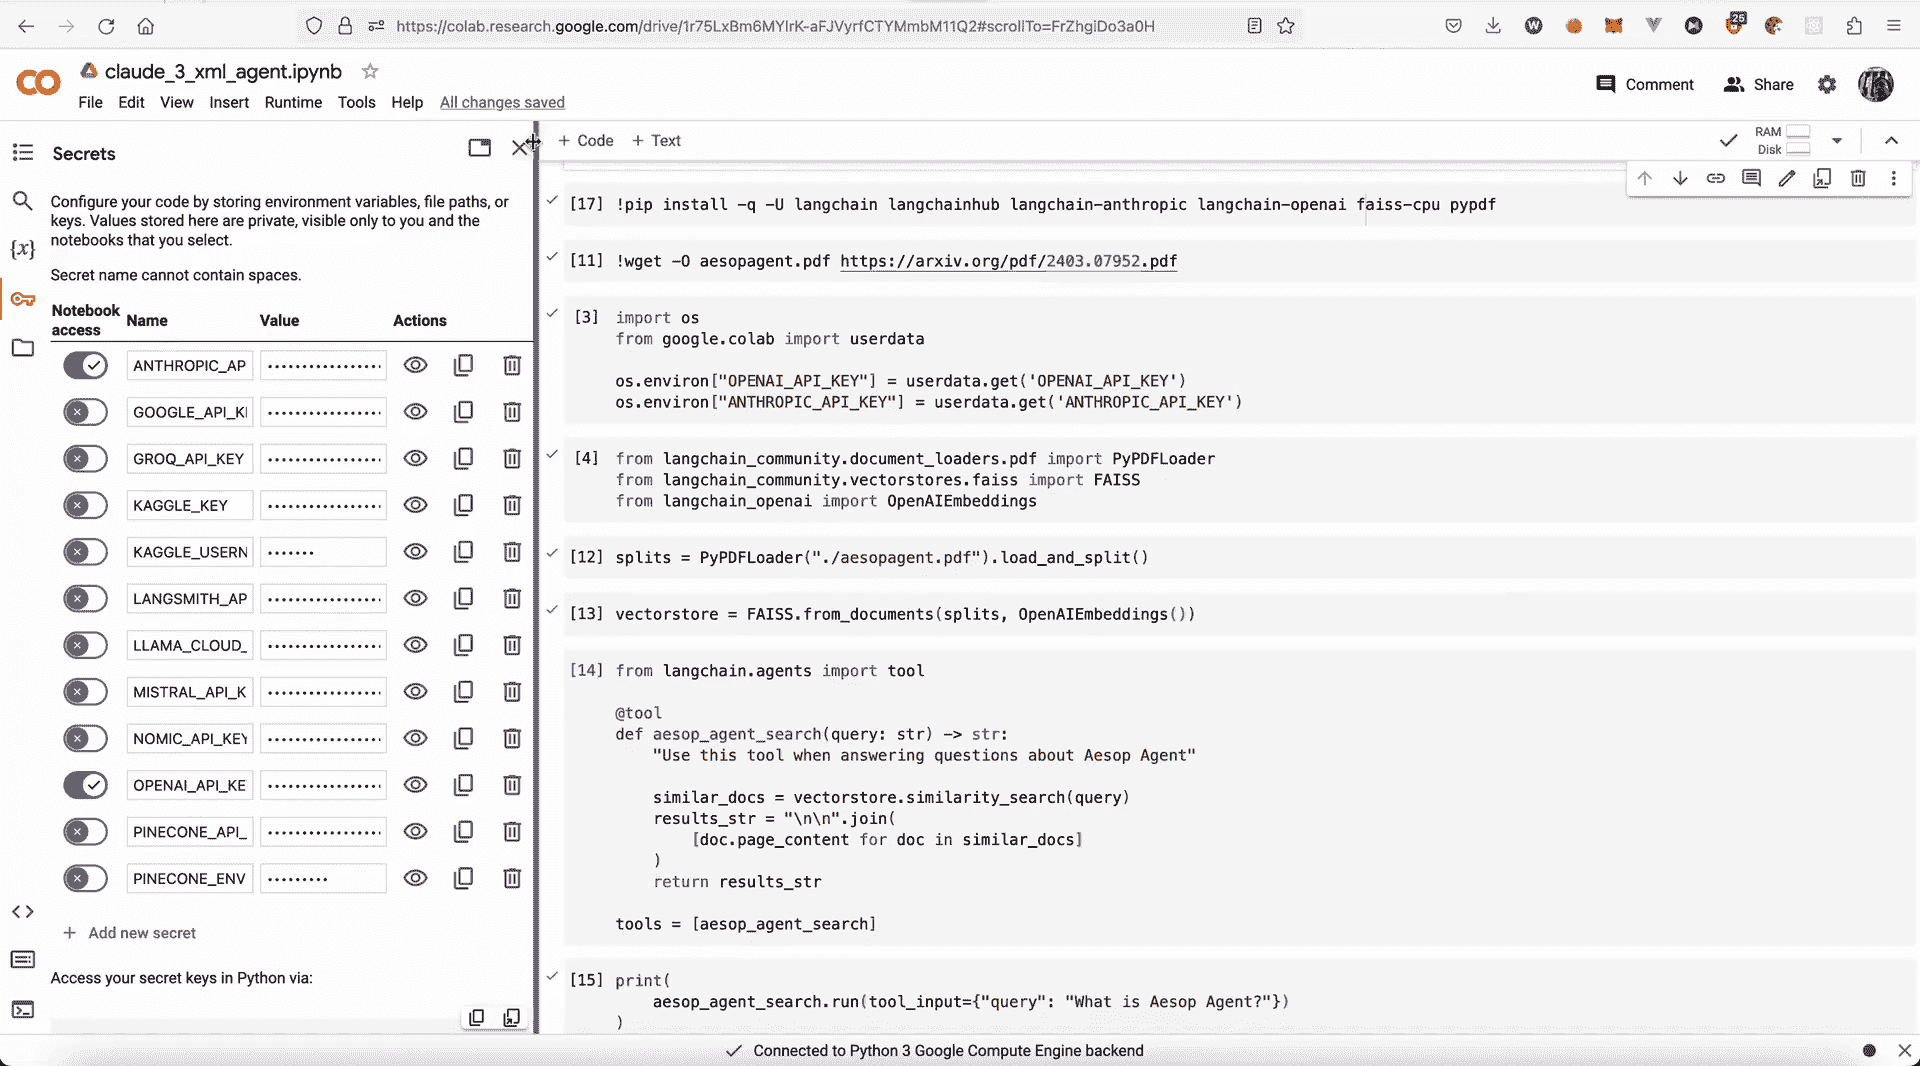 https://colab.research.google.com/drive/1r75LxBm6MYIrK-aFJVyrfCTYMmbM11Q2#scrollTo=FrZhgiDo3a0H
25
claude_3_xml_agent.ipynb
File Edit View Insert Runtime Tools Help All changes saved
Comment Share
Secrets
Configure your code by storing environment variables, file paths, or
keys. Values stored here are private, visible only to you and the
notebooks that you select.
Secret name cannot contain spaces.
Notebook
access Name Value Actions
ANTHROPIC_AP
GOOGLE_API_KI
GROQ_API_KEY
KAGGLE_KEY
KAGGLE_USERN
LANGSMITH_AP
LLAMA_CLOUD_
MISTRAL_API_K
NOMIC_API_KEY
OPENAI_API_KE
PINECONE_API_
PINECONE_ENV
+ Add new secret
Access your secret keys in Python via:
+ Code + Text
RAM
Disk
[17] !pip install -q -U langchain langchainhub langchain-anthropic langchain-openai faiss-cpu pypdf
[11] !wget -O aesopagent.pdf https://arxiv.org/pdf/2403.07952.pdf
[3] import os
from google.colab import userdata
os.environ["OPENAI_API_KEY"] = userdata.get('OPENAI_API_KEY')
os.environ["ANTHROPIC_API_KEY"] = userdata.get('ANTHROPIC_API_KEY')
[4] from langchain_community.document_loaders.pdf import PyPDFLoader
from langchain_community.vectorstores.faiss import FAISS
from langchain_openai import OpenAIEmbeddings
[12] splits = PyPDFLoader("./aesopagent.pdf").load_and_split()
[13] vectorstore = FAISS.from_documents(splits, OpenAIEmbeddings())
[14] from langchain.agents import tool
@tool
def aesop_agent_search(query: str) -> str:
"Use this tool when answering questions about Aesop Agent"
similar_docs = vectorstore.similarity_search(query)
results_str = "\n\n".join(
[doc.page_content for doc in similar_docs]
)
return results_str
tools = [aesop_agent_search]
[15] print(
aesop_agent_search.run(tool_input={"query": "What is Aesop Agent?"})
)
Connected to Python 3 Google Compute Engine backend